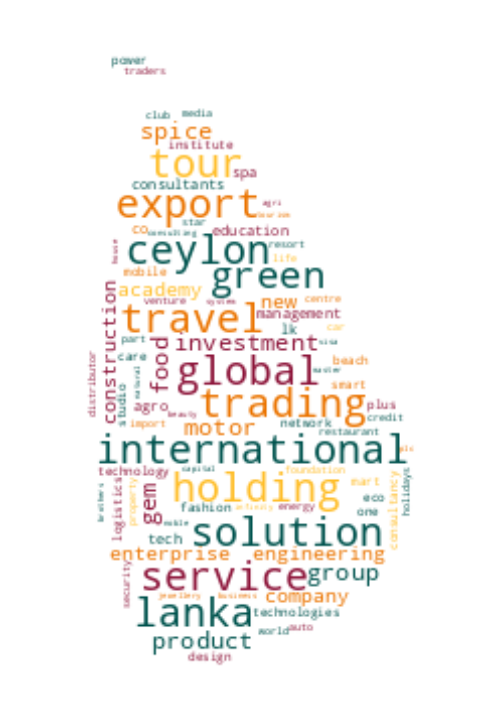 power
traders
club media
spice
institute
tour
spa
consultants
export
agri
tourism
star
co consulting education
house
ceylon
resort
life
mobile
green
academy
venture system new centre
travel
management
construction
lk
car
part
food investment
visa
distributor
care
global
beach
master
natural
smart
studio
trading
agro
plus
beauty
credit
import
motor
network
restaurant
international
plc
technology
capital
foundation
holidays
logistics
property
gem
holding
mart
consultancy
eco
brothers
fashion infinity energy
one
noble
solution
tech
enterprise engineering
security
service
group
jewellery business company
lanka
technologies
world auto
product
design